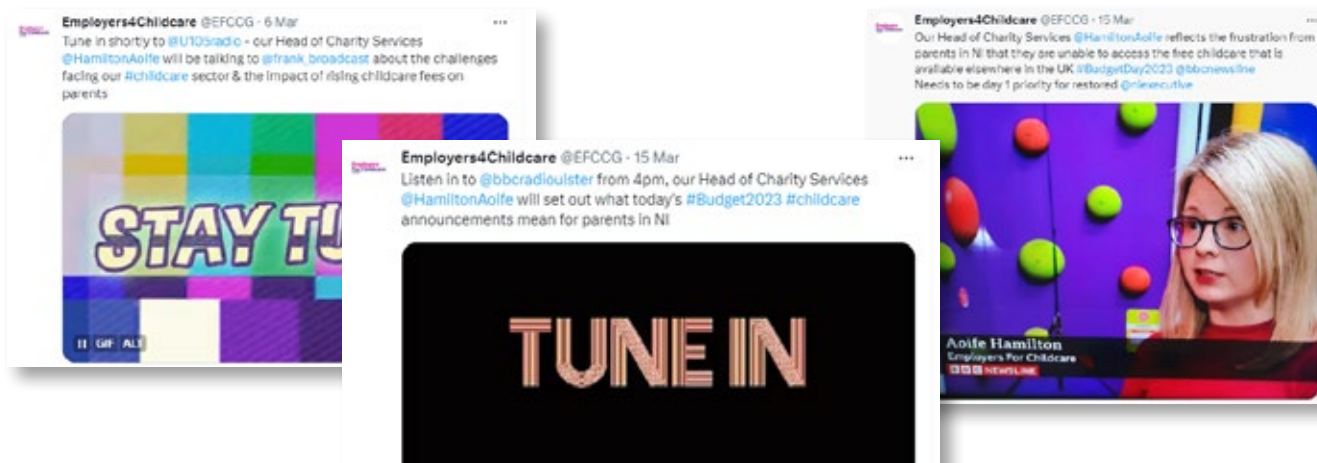 Employers4Childcare @EFCCG · 6 Mar
Tune in shortly to @U105radio - our Head of Charity Services
@HamiltonAoife will be talking to @frank_broadcast about the challenges
facing our #childcare sector & the impact of rising childcare fees on
parents
STAY TU
GIF ALT
Employers4Childcare @EFCCG · 15 Mar
Listen in to @bbcradioulster from 4pm, our Head of Charity Services
@HamiltonAoife will set out what today's #Budget2023 #childcare
announcements mean for parents in NI
TUNE IN
Employers4Childcare @EFCCG · 15 Mar
Our Head of Charity Services @HamiltonAoife reflects the frustration from
parents in NI that they are unable to access the free childcare that is
available elsewhere in the UK #BudgetDay2023 @bbcnewsline
Needs to be day 1 priority for restored @niexecutive
Aoife Hamilton
Employers For Childcare
BBC NEWSLINE